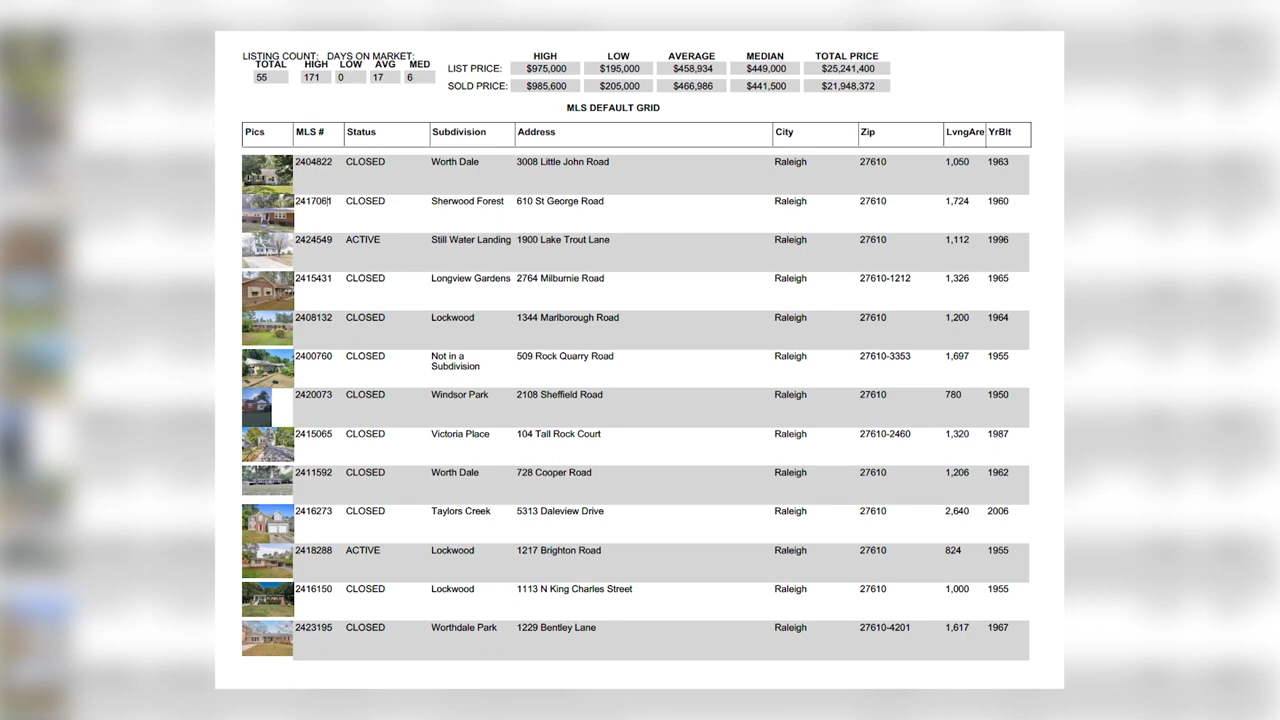 LISTING COUNT: DAYS ON MARKET:
TOTAL HIGH LOW AVG MED
55 171 0 17 6
HIGH LOW AVERAGE MEDIAN TOTAL PRICE
LIST PRICE: $975,000 $195,000 $458,934 $449,000 $25,241,400
SOLD PRICE: $985,600 $205,000 $466,986 $441,500 $21,948,372
MLS DEFAULT GRID
Pics MLS # Status Subdivision Address City Zip LvngAre YrBlt
2404822 CLOSED Worth Dale 3008 Little John Road Raleigh 27610 1,050 1963
2417061 CLOSED Sherwood Forest 610 St George Road Raleigh 27610 1,724 1960
2424549 ACTIVE Still Water Landing 1900 Lake Trout Lane Raleigh 27610 1,112 1996
2415431 CLOSED Longview Gardens 2764 Milburnie Road Raleigh 27610-1212 1,326 1965
2408132 CLOSED Lockwood 1344 Marlborough Road Raleigh 27610 1,200 1964
2400760 CLOSED Not in a 509 Rock Quarry Road Raleigh 27610-3353 1,697 1955
Subdivision
2420073 CLOSED Windsor Park 2108 Sheffield Road Raleigh 27610 780 1950
2415065 CLOSED Victoria Place 104 Tall Rock Court Raleigh 27610-2460 1,320 1987
2411592 CLOSED Worth Dale 728 Cooper Road Raleigh 27610 1,206 1962
2416273 CLOSED Taylors Creek 5313 Daleview Drive Raleigh 27610 2,640 2006
2418288 ACTIVE Lockwood 1217 Brighton Road Raleigh 27610 824 1955
2416150 CLOSED Lockwood 1113 N King Charles Street Raleigh 27610 1,000 1955
2423195 CLOSED Worthdale Park 1229 Bentley Lane Raleigh 27610-4201 1,617 1967